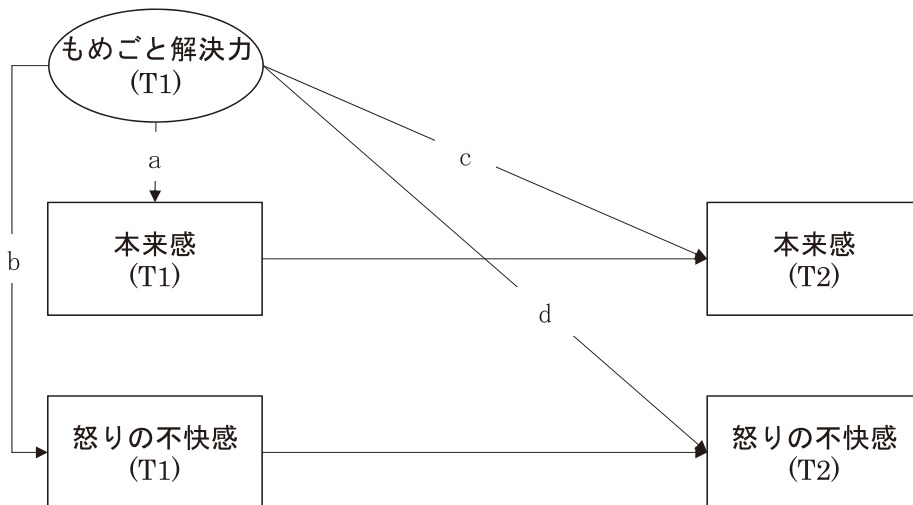 もめごと解決力
(T1)
a
c
本来感
(T1)
本来感
(T2)
b
d
怒りの不快感
(T1)
怒りの不快感
(T2)